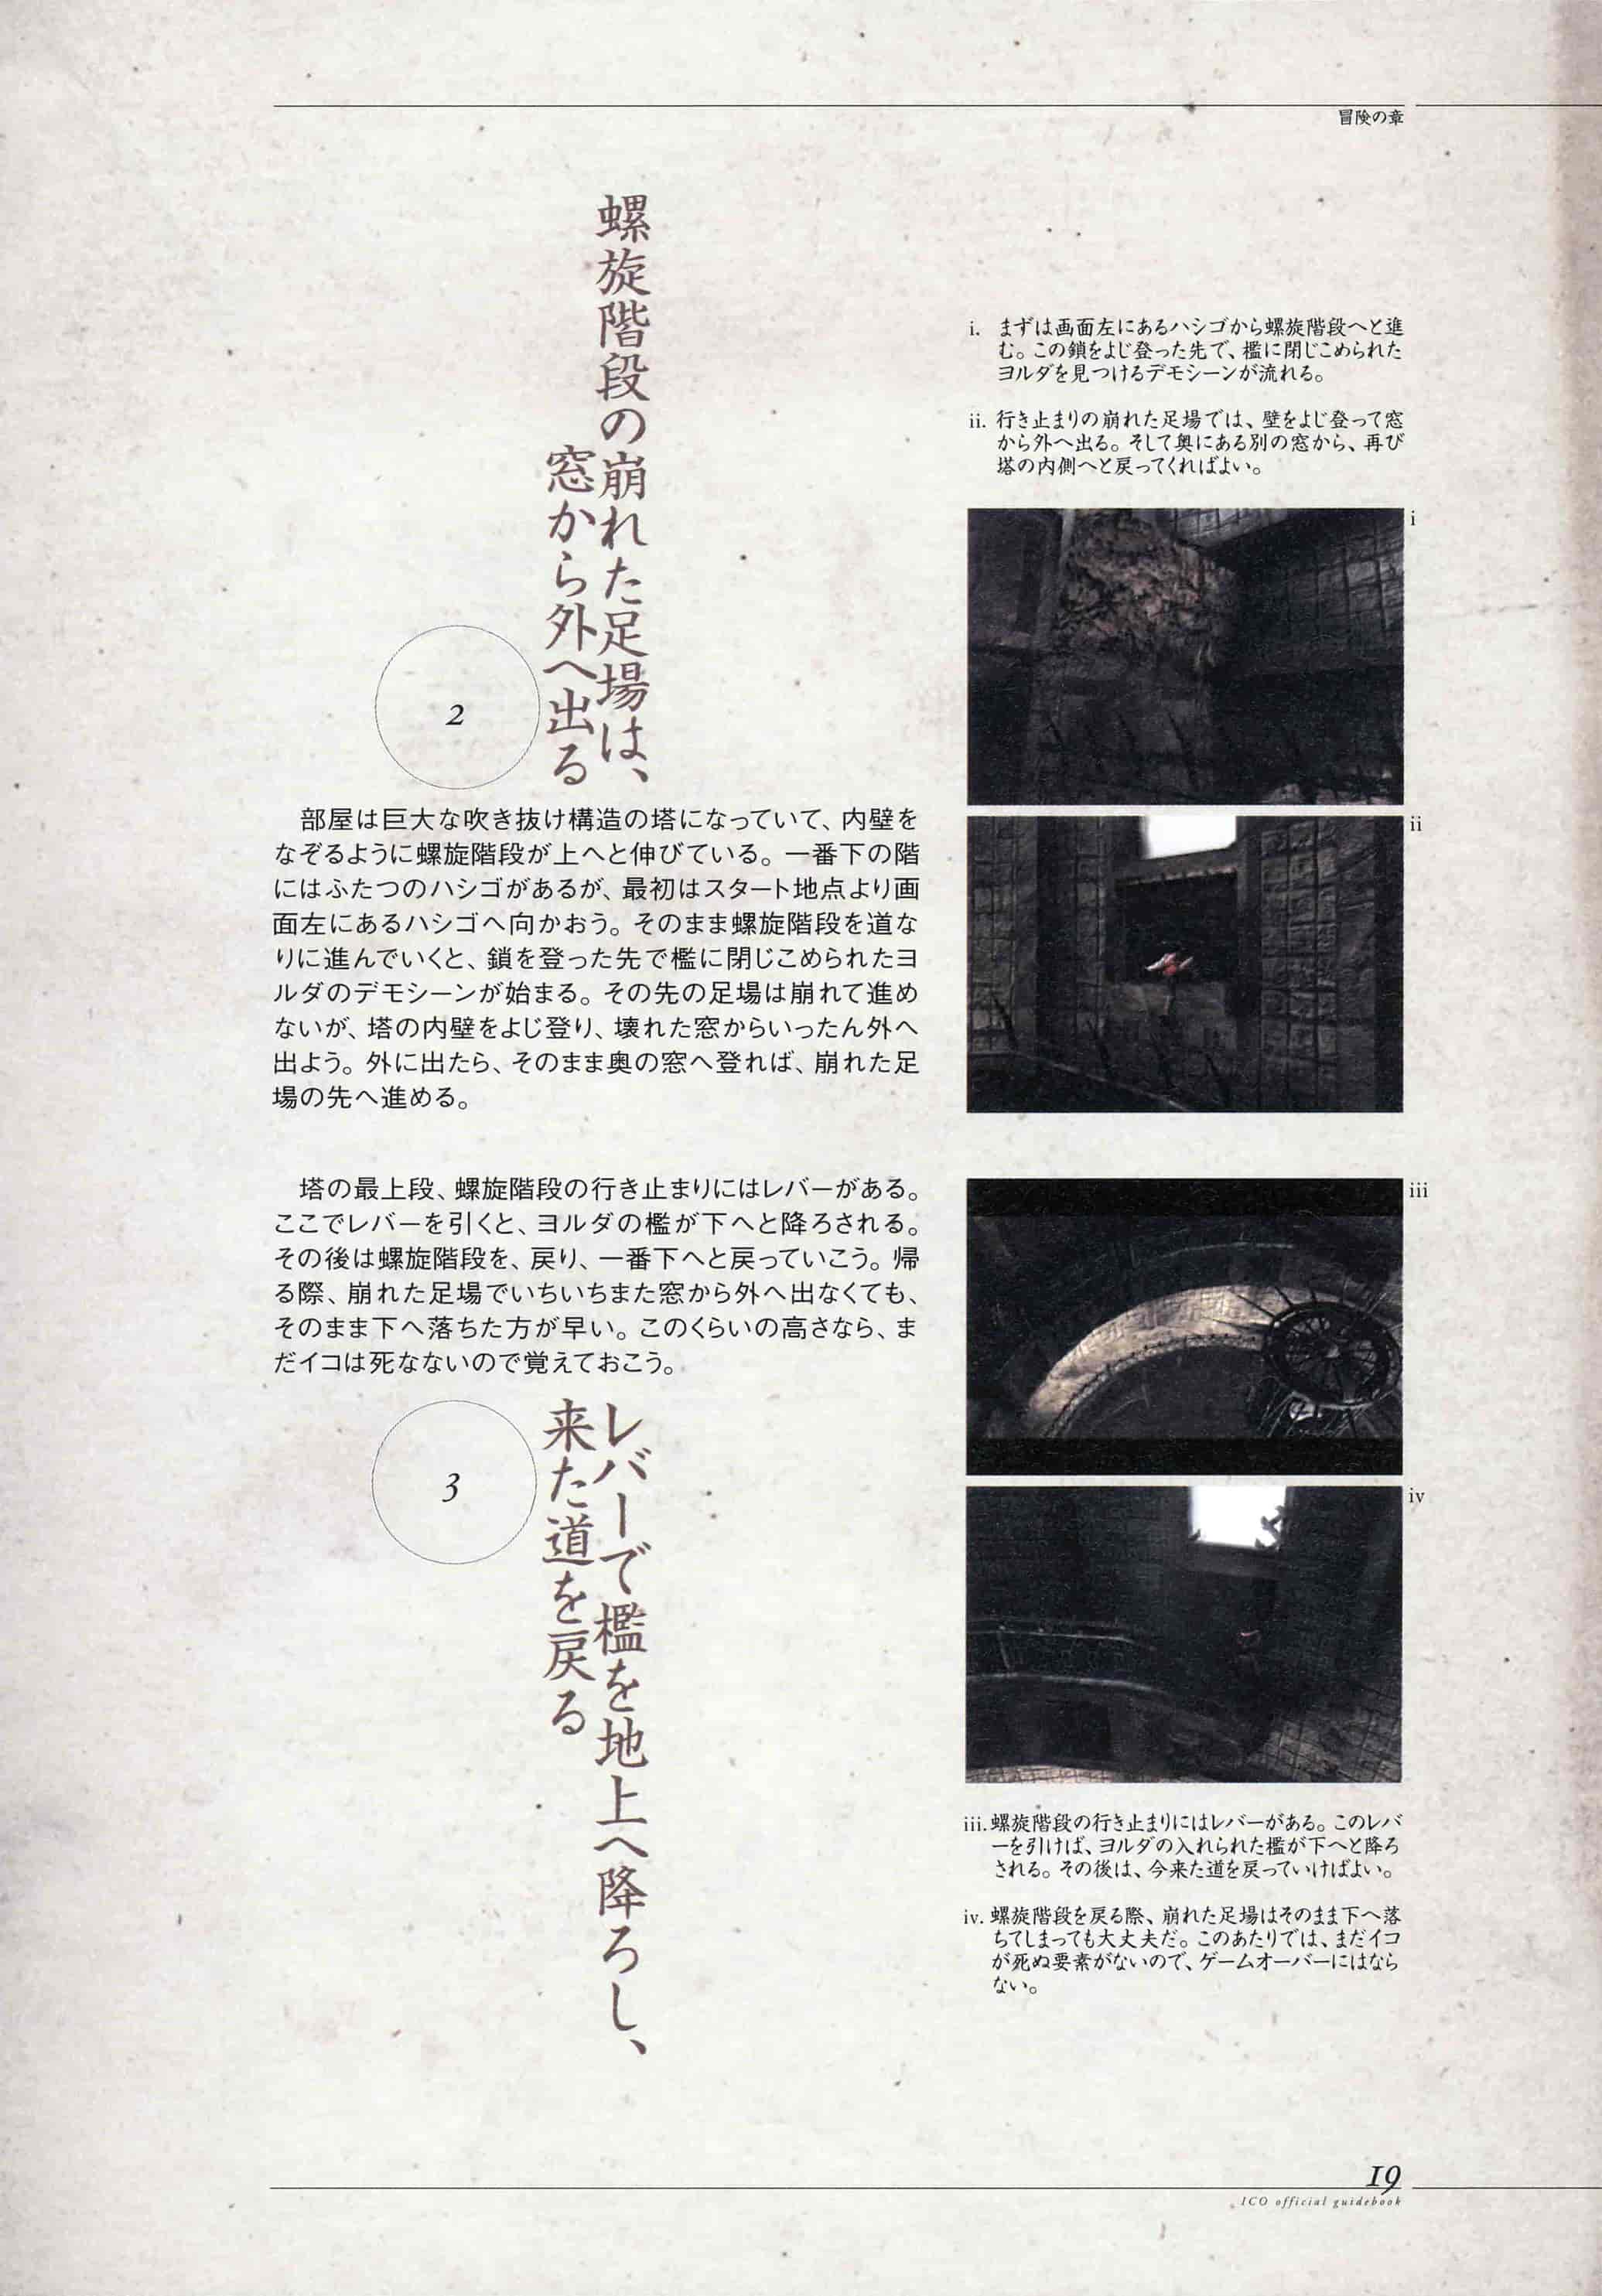 冒険の章
螺旋階段の崩れた足場は、
窓から外へ出る
2
部屋は巨大な吹き抜け構造の塔になっていて、内壁を
なぞるように螺旋階段が上へと伸びている。一番下の階
にはふたつのハシゴがあるが、最初はスタート地点より画
面左にあるハシゴへ向かおう。そのまま螺旋階段を道な
りに進んでいくと、鎖を登った先で檻に閉じこめられたヨ
ルダのデモシーンが始まる。その先の足場は崩れて進め
ないが、塔の内壁をよじ登り、壊れた窓からいったん外へ
出よう。外に出たら、そのまま奥の窓へ登れば、崩れた足
場の先へ進める。
i. まずは画面左にあるハシゴから螺旋階段へと進
む。この鎖をよじ登った先で、檻に閉じこめられた
ヨルダを見つけるデモシーンが流れる。
ii. 行き止まりの崩れた足場では、壁をよじ登って窓
から外へ出る。そして奥にある別の窓から、再び
塔の内側へと戻ってくればよい。
i
ii
塔の最上段、螺旋階段の行き止まりにはレバーがある。
ここでレバーを引くと、ヨルダの檻が下へと降ろされる。
その後は螺旋階段を、戻り、一番下へと戻っていこう。帰
る際、崩れた足場でいちいちまた窓から外へ出なくても、
そのまま下へ落ちた方が早い。このくらいの高さなら、ま
だイコは死なないので覚えておこう。
レバーで檻を地上へ降ろし、
来た道を戻る
3
iii
iv
iii. 螺旋階段の行き止まりにはレバーがある。このレバ
ーを引けば、ヨルダの入れられた檻が下へと降ろ
される。その後は、今来た道を戻っていけばよい。
iv. 螺旋階段を戻る際、崩れた足場はそのまま下へ落
ちてしまっても大丈夫だ。このあたりでは、まだイコ
が死ぬ要素がないので、ゲームオーバーにはなら
ない。
19
ICO official guidebook